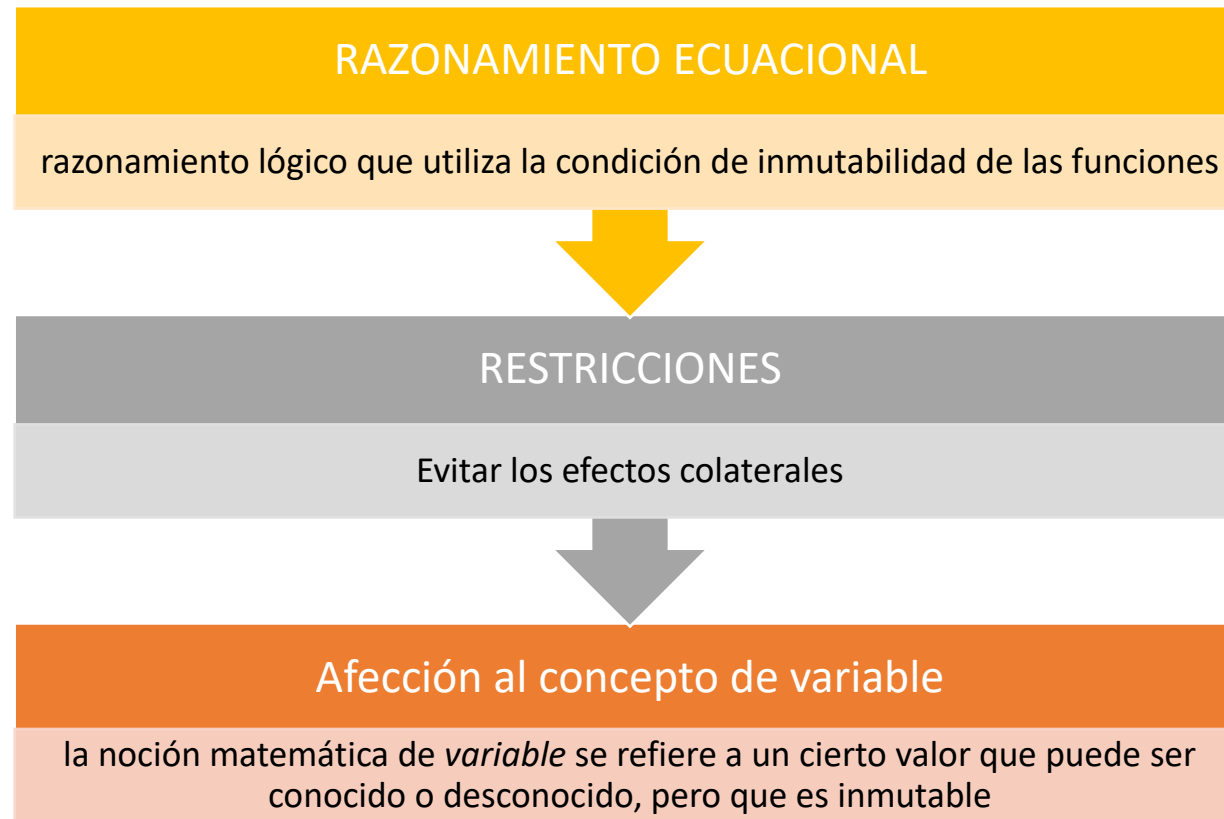 RAZONAMIENTO ECUACIONAL
razonamiento lógico que utiliza la condición de inmutabilidad de las funciones
RESTRICCIONES
Evitar los efectos colaterales
Afección al concepto de variable
la noción matemática de variable se refiere a un cierto valor que puede ser
conocido o desconocido, pero que es inmutable